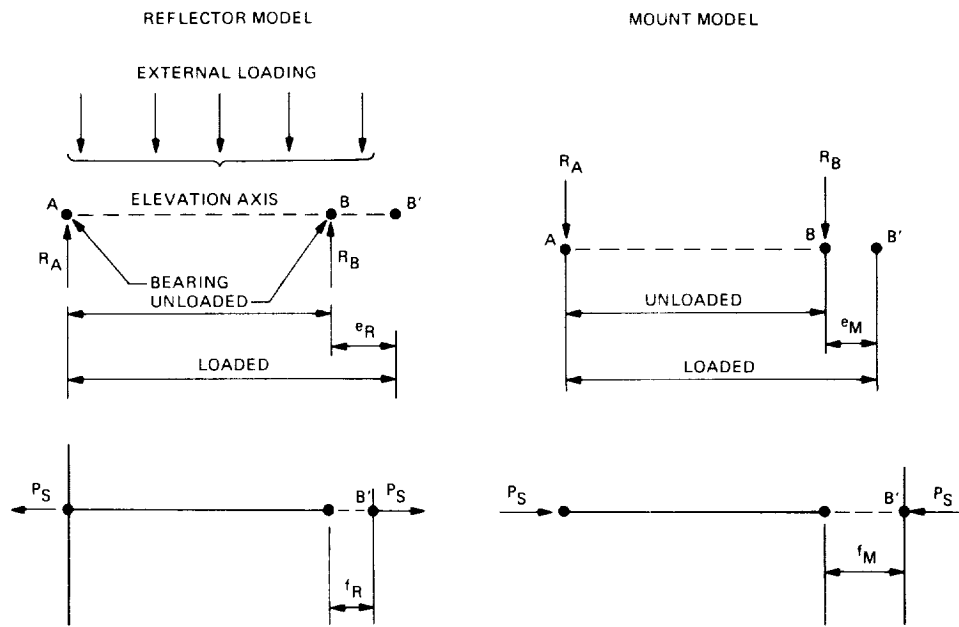 REFLECTOR MODEL
EXTERNAL LOADING
A
ELEVATION AXIS
B
B'
R_A
R_B
BEARING
UNLOADED
e_R
LOADED
P_S
B'
P_S
f_R
MOUNT MODEL
R_A
R_B
A
B
B'
UNLOADED
e_M
LOADED
P_S
B'
P_S
f_M